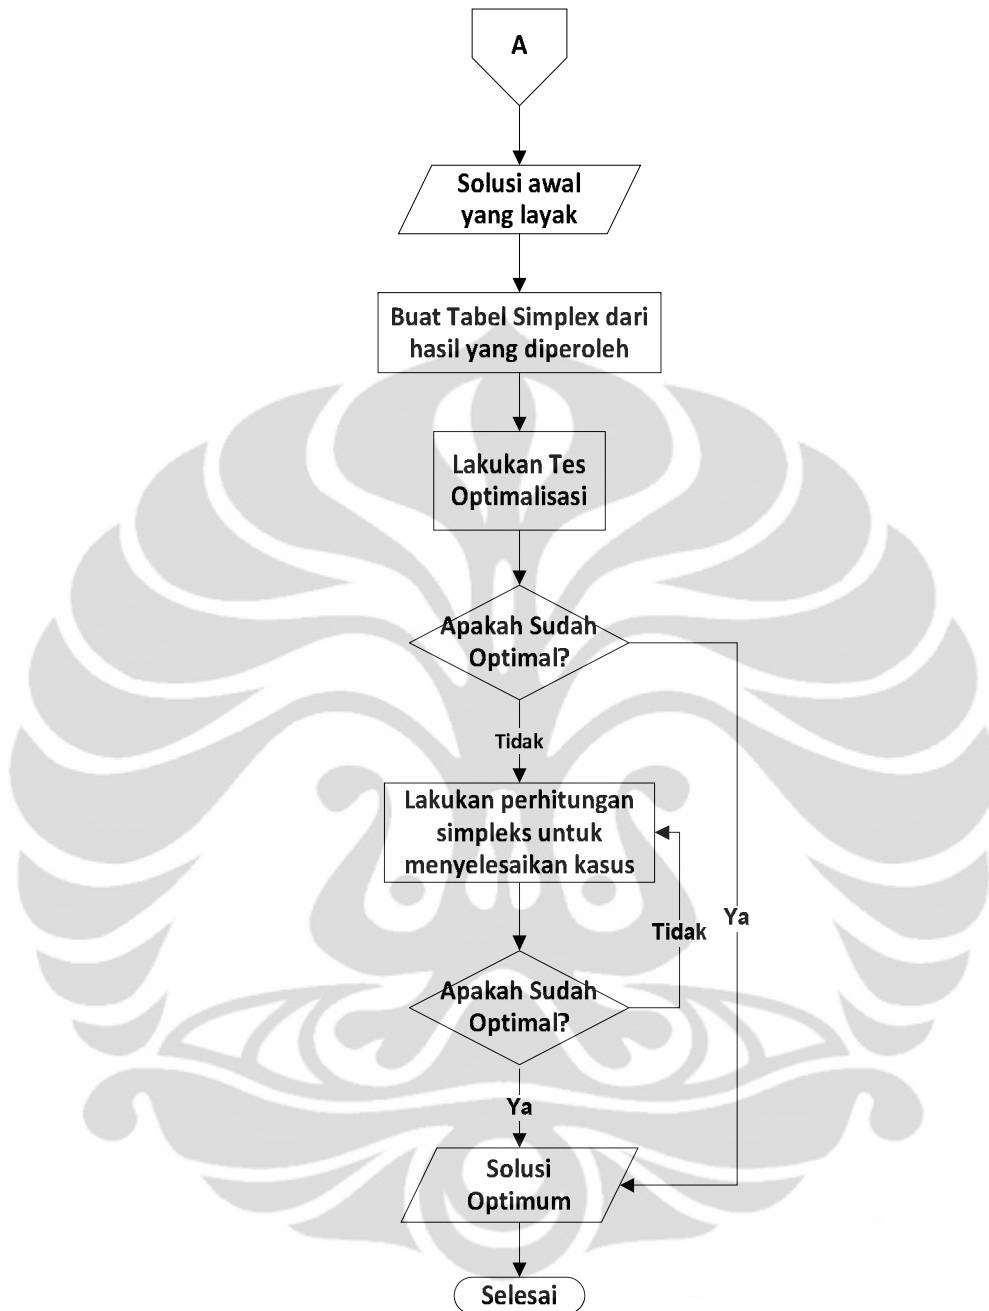 A
Solusi awal
yang layak
Buat Tabel Simplex dari
hasil yang diperoleh
Lakukan Tes
Optimalisasi
Apakah Sudah
Optimal?
Tidak
Lakukan perhitungan
simpleks untuk
menyelesaikan kasus
Ya
Tidak
Apakah Sudah
Optimal?
Ya
Solusi
Optimum
Selesai